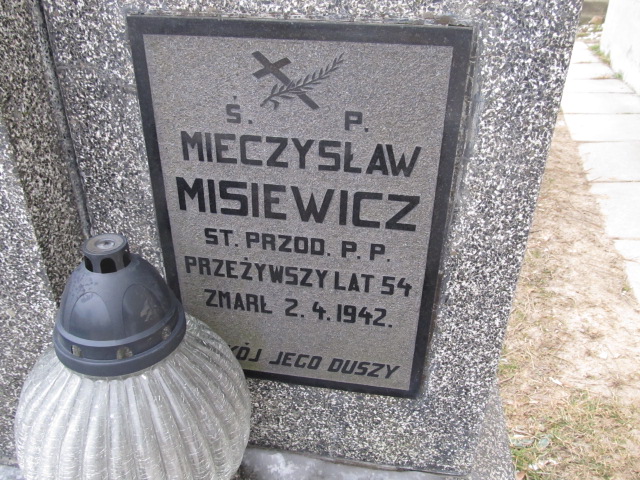 Ś. P.
MIECZYSŁAW
MISIEWICZ
ST. PRZOD. P. P.
PRZEŻYWSZY LAT 54
ZMARŁ 2. 4. 1942.
JEGO DUSZY